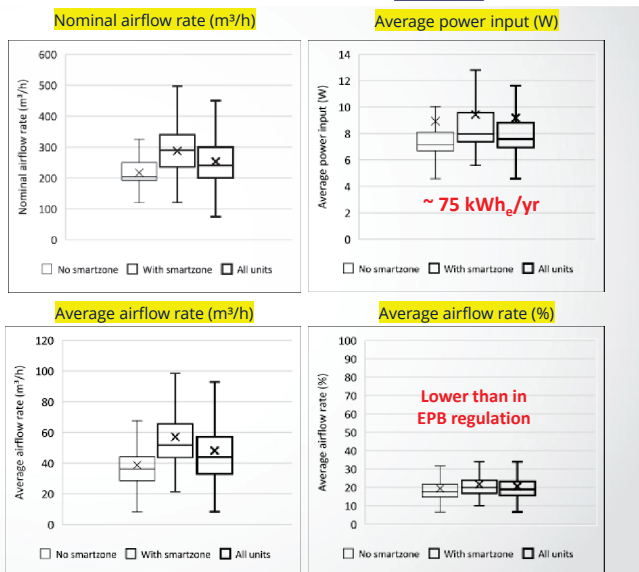 Nominal airflow rate (m³/h)
Nominal airflow rate (m³/h)
600
500
400
300
200
100
0
No smartzone With smartzone All units
Average power input (W)
Average power input (W)
14
12
10
8
6
4
2
0
~ 75 kWhₑ/yr
No smartzone With smartzone All units
Average airflow rate (m³/h)
Average airflow rate (m³/h)
120
100
80
60
40
20
0
No smartzone With smartzone All units
Average airflow rate (%)
Average airflow rate (%)
100
90
80
70
60
50
40
30
20
10
0
Lower than in
EPB regulation
No smartzone With smartzone All units